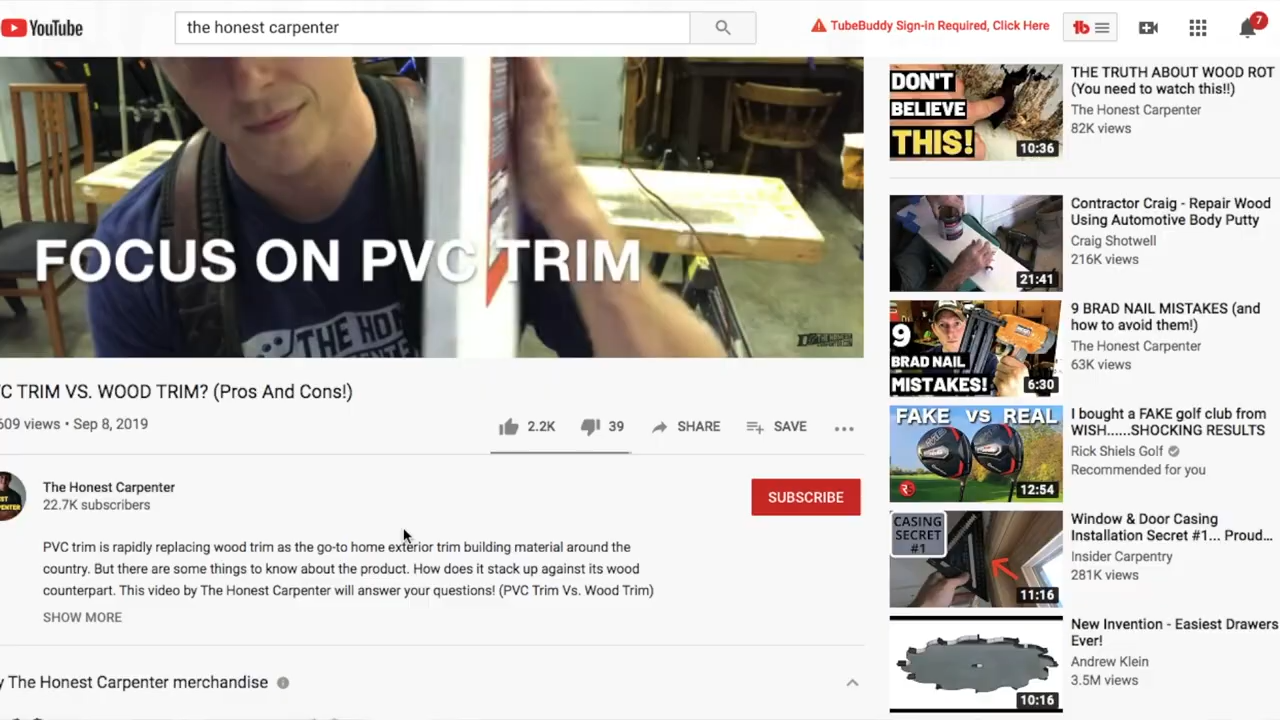 YouTube
the honest carpenter
TubeBuddy Sign-in Required, Click Here
tb
7
FOCUS ON PVC TRIM
THE HO
C TRIM VS. WOOD TRIM? (Pros And Cons!)
609 views • Sep 8, 2019
2.2K
39
SHARE
SAVE
The Honest Carpenter
22.7K subscribers
SUBSCRIBE
PVC trim is rapidly replacing wood trim as the go-to home exterior trim building material around the
country. But there are some things to know about the product. How does it stack up against its wood
counterpart. This video by The Honest Carpenter will answer your questions! (PVC Trim Vs. Wood Trim)
SHOW MORE
y The Honest Carpenter merchandise
DON'T
BELIEVE
THIS!
10:36
THE TRUTH ABOUT WOOD ROT
(You need to watch this!!)
The Honest Carpenter
82K views
21:41
Contractor Craig - Repair Wood
Using Automotive Body Putty
Craig Shotwell
216K views
9
BRAD NAIL
MISTAKES!
6:30
9 BRAD NAIL MISTAKES (and
how to avoid them!)
The Honest Carpenter
63K views
FAKE VS REAL
12:54
I bought a FAKE golf club from
WISH......SHOCKING RESULTS
Rick Shiels Golf
Recommended for you
CASING
SECRET
#1
11:16
Window & Door Casing
Installation Secret #1... Proud...
Insider Carpentry
281K views
10:16
New Invention - Easiest Drawers
Ever!
Andrew Klein
3.5M views